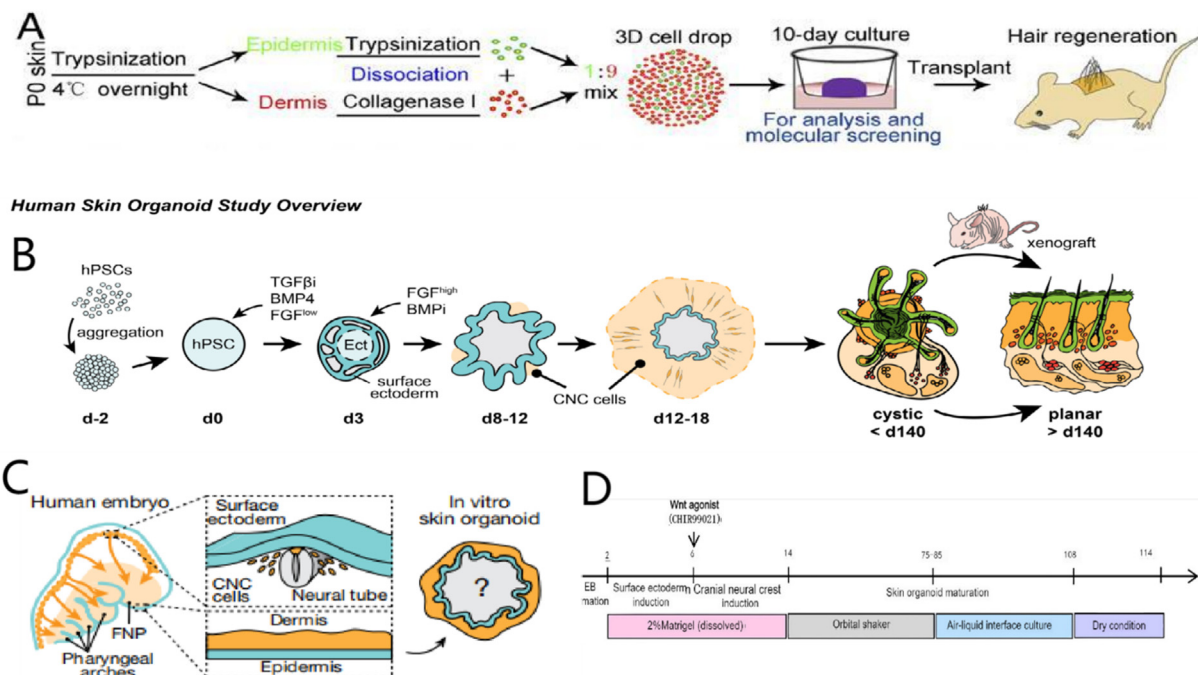 A
P0 skin
Trypsinization
4℃ overnight
Epidermis Trypsinization
Dissociation
Dermis Collagenase I
+
1:9
mix
3D cell drop
10-day culture
For analysis and
molecular screening
Transplant
Hair regeneration
Human Skin Organoid Study Overview
B
hPSCs
aggregation
d-2
hPSC
d0
TGFβi
BMP4
FGFlow
Ect
surface
ectoderm
d3
FGFhigh
BMPi
d8-12
CNC cells
d12-18
cystic
< d140
xenograft
planar
> d140
C
Human embryo
FNP
Pharyngeal
arches
Surface
ectoderm
CNC
cells
Neural tube
Dermis
Epidermis
In vitro
skin organoid
?
D
Wnt agonist
(CHIR99021)
2 6 14 75-85 108 114
EB
mation
Surface ectoderm
induction
Cranial neural crest
induction
Skin organoid maturation
2%Matrigel (dissolved)
Orbital shaker
Air-liquid interface culture
Dry condition